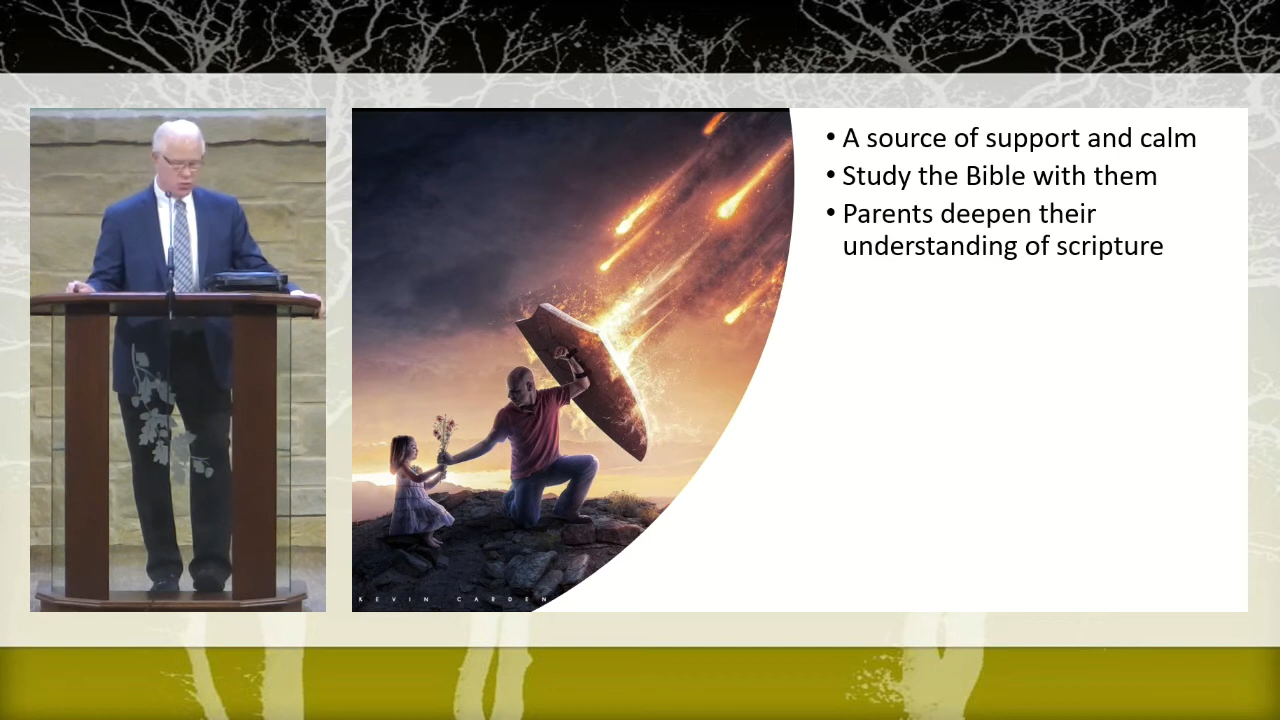 • A source of support and calm
• Study the Bible with them
• Parents deepen their
understanding of scripture
KEVIN CARDEN